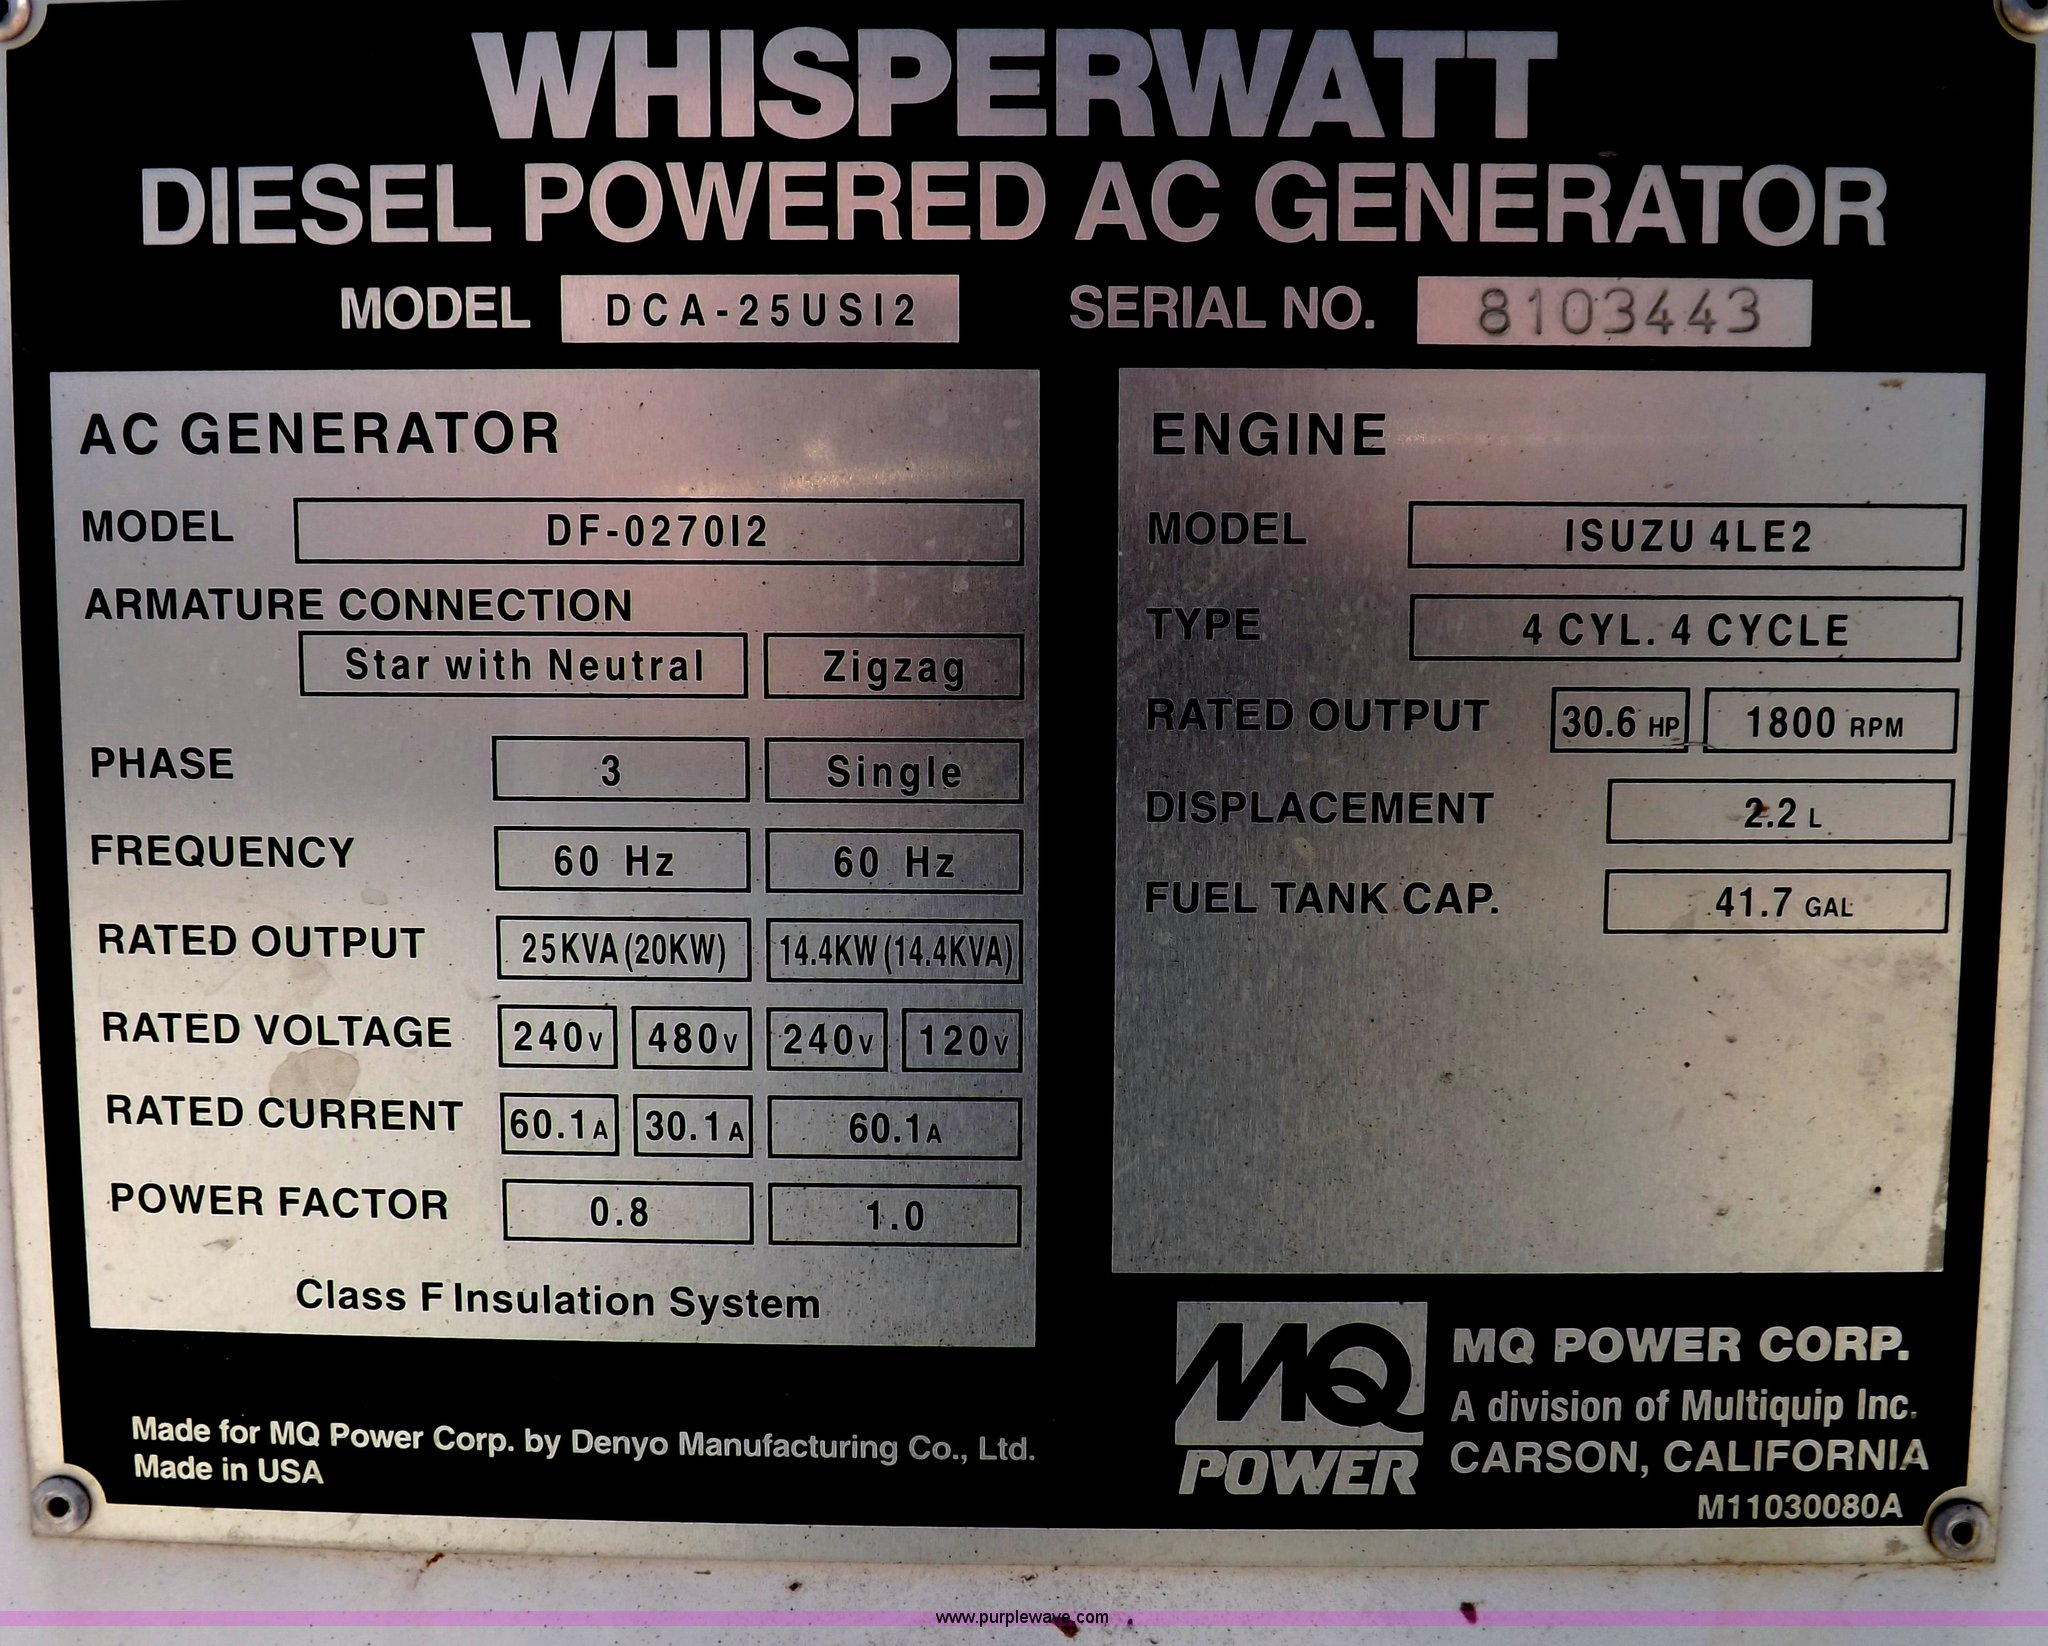 WHISPERWATT
DIESEL POWERED AC GENERATOR
MODEL DCA-25USI2 SERIAL NO. 8103443
AC GENERATOR
MODEL DF-0270I2
ARMATURE CONNECTION
Star with Neutral Zigzag
PHASE 3 Single
FREQUENCY 60 Hz 60 Hz
RATED OUTPUT 25KVA (20KW) 14.4KW (14.4KVA)
RATED VOLTAGE 240V 480V 240V 120V
RATED CURRENT 60.1A 30.1A 60.1A
POWER FACTOR 0.8 1.0
Class F Insulation System
ENGINE
MODEL ISUZU 4LE2
TYPE 4 CYL. 4 CYCLE
RATED OUTPUT 30.6 HP 1800 RPM
DISPLACEMENT 2.2 L
FUEL TANK CAP. 41.7 GAL
Made for MQ Power Corp. by Denyo Manufacturing Co., Ltd.
Made in USA
MQ
POWER
MQ POWER CORP.
A division of Multiquip Inc.
CARSON, CALIFORNIA
M11030080A
www.purplewave.com